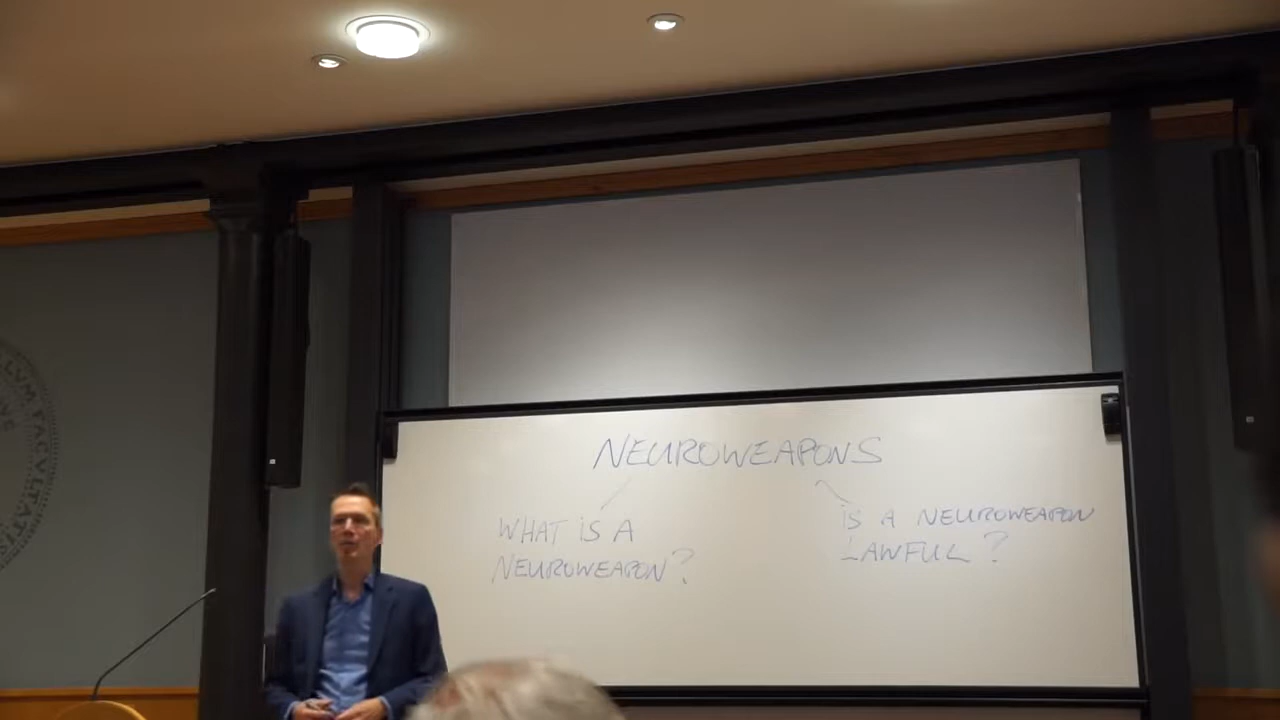 NEUROWEAPONS
WHAT IS A
NEUROWEAPON?
IS A NEUROWEAPON
LAWFUL?